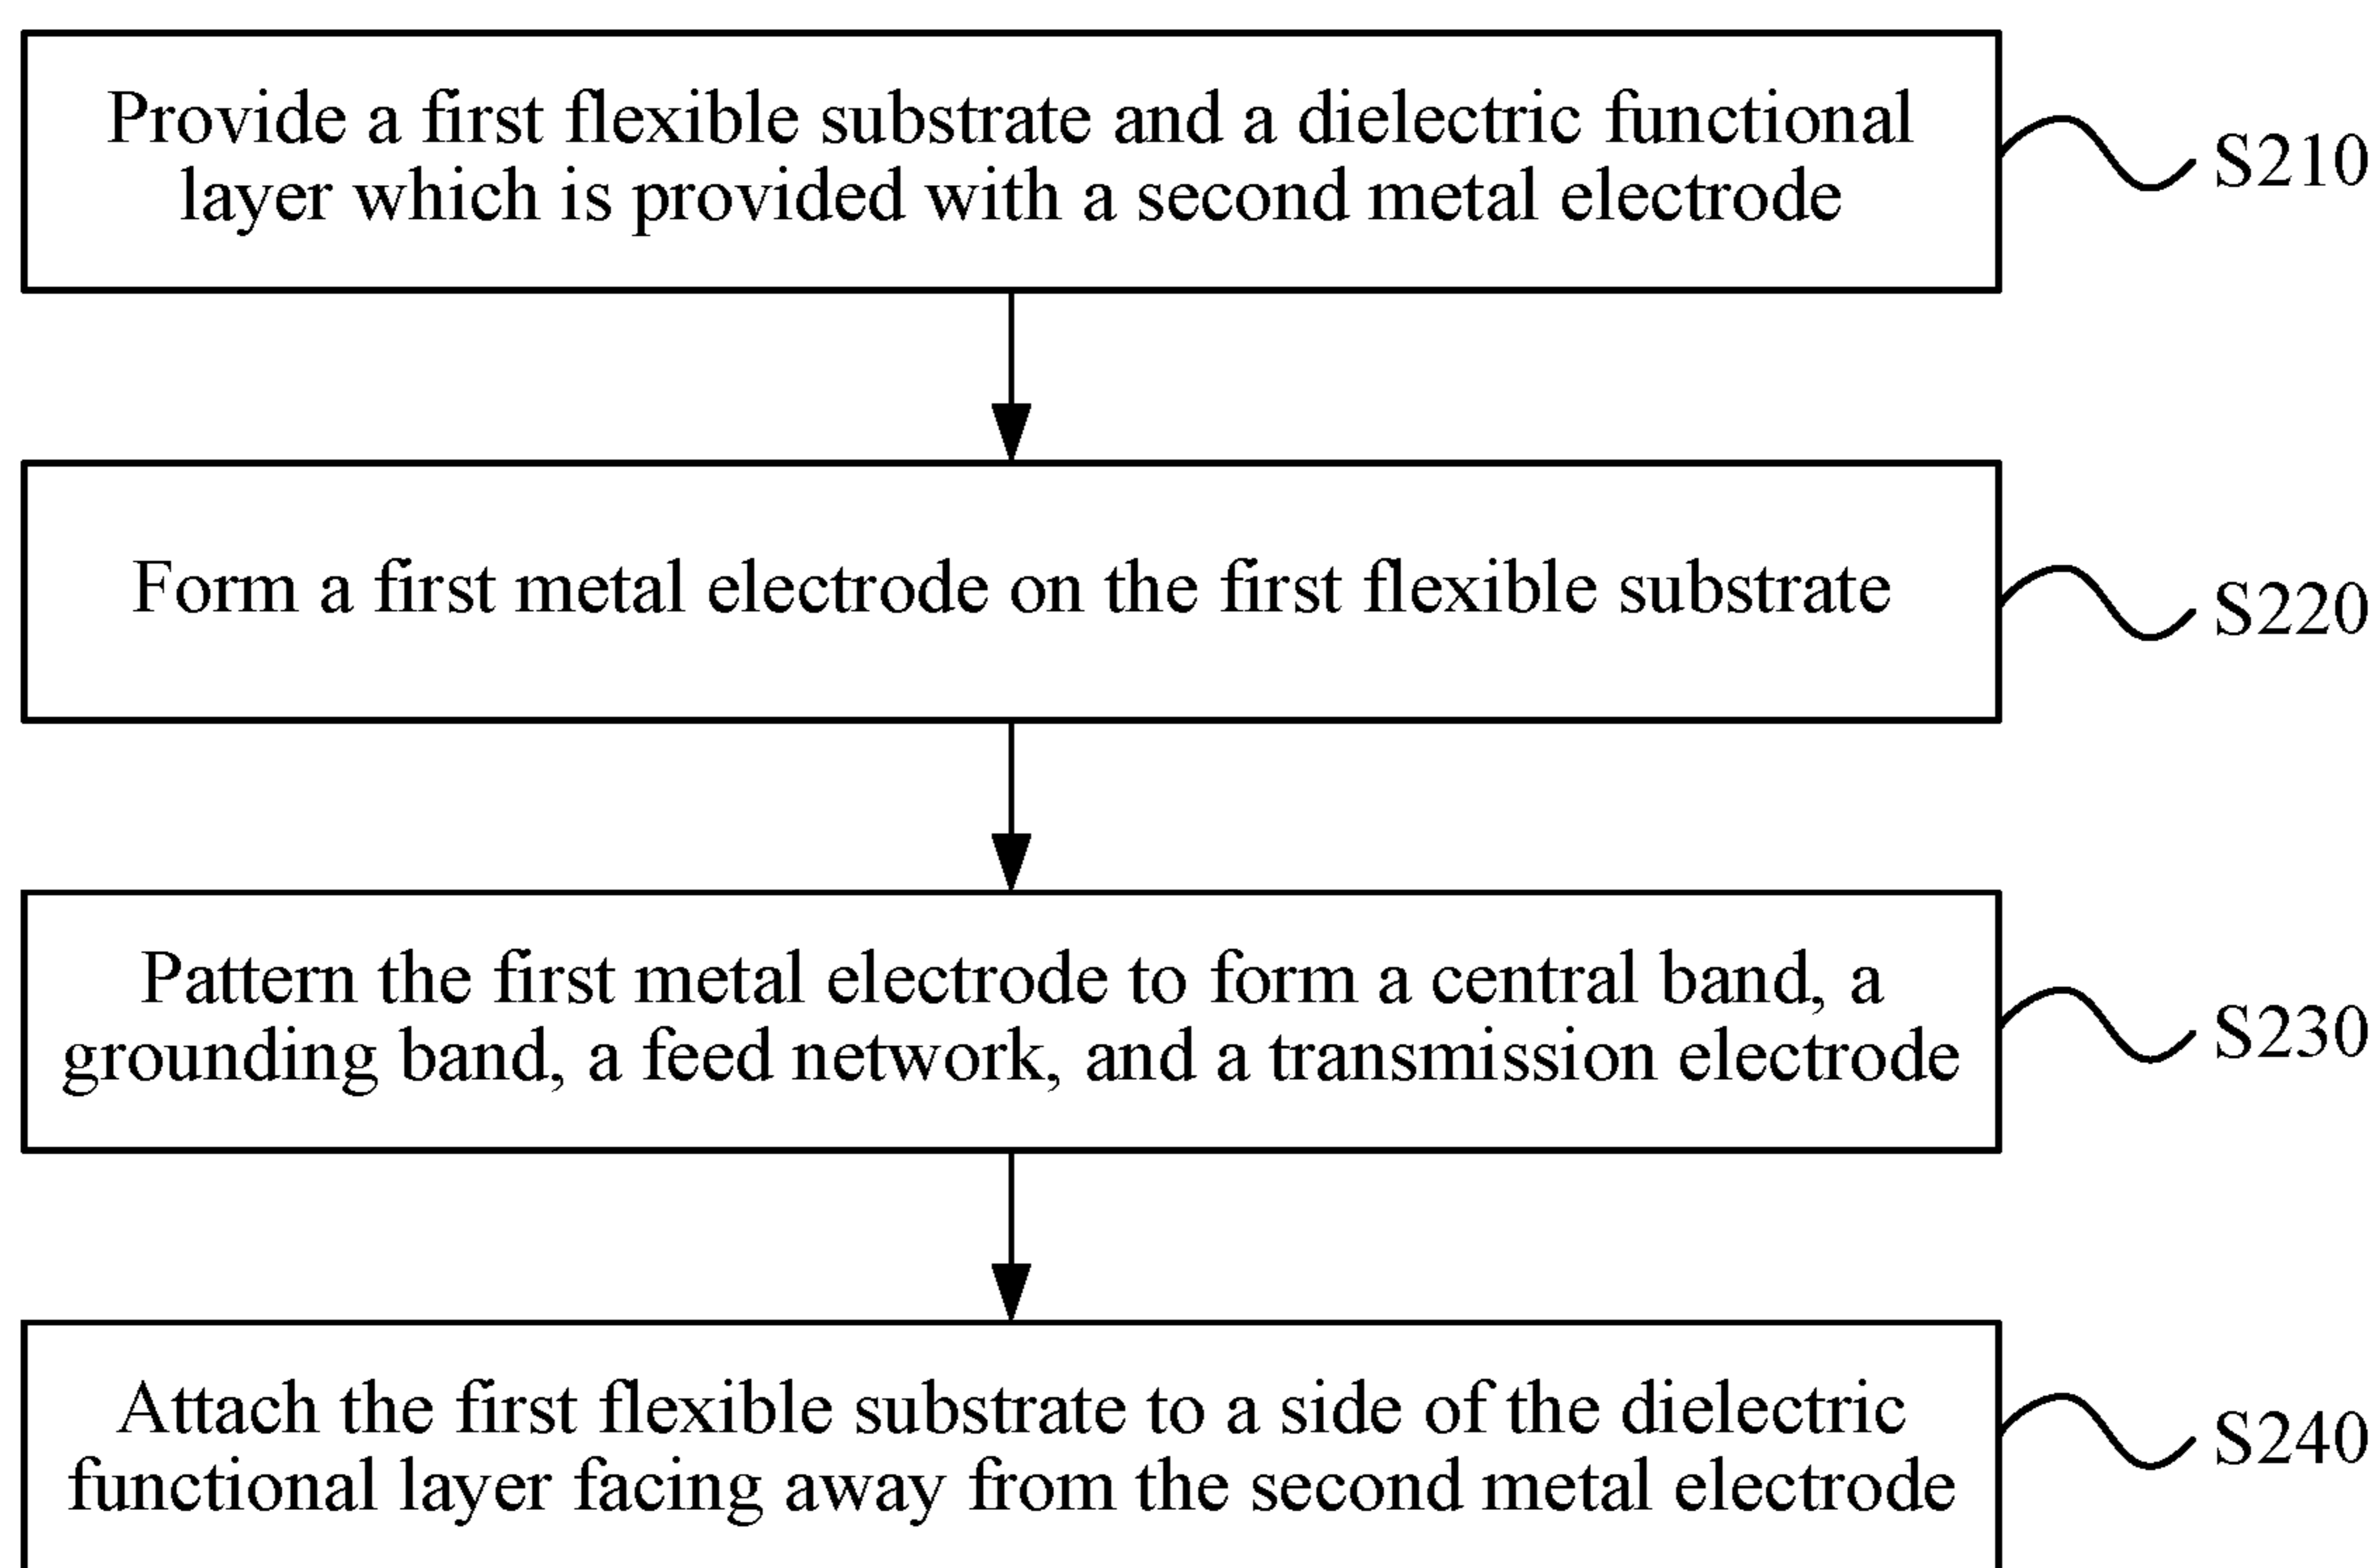 Provide a first flexible substrate and a dielectric functional
layer which is provided with a second metal electrode
S210
Form a first metal electrode on the first flexible substrate
S220
Pattern the first metal electrode to form a central band, a
grounding band, a feed network, and a transmission electrode
S230
Attach the first flexible substrate to a side of the dielectric
functional layer facing away from the second metal electrode
S240